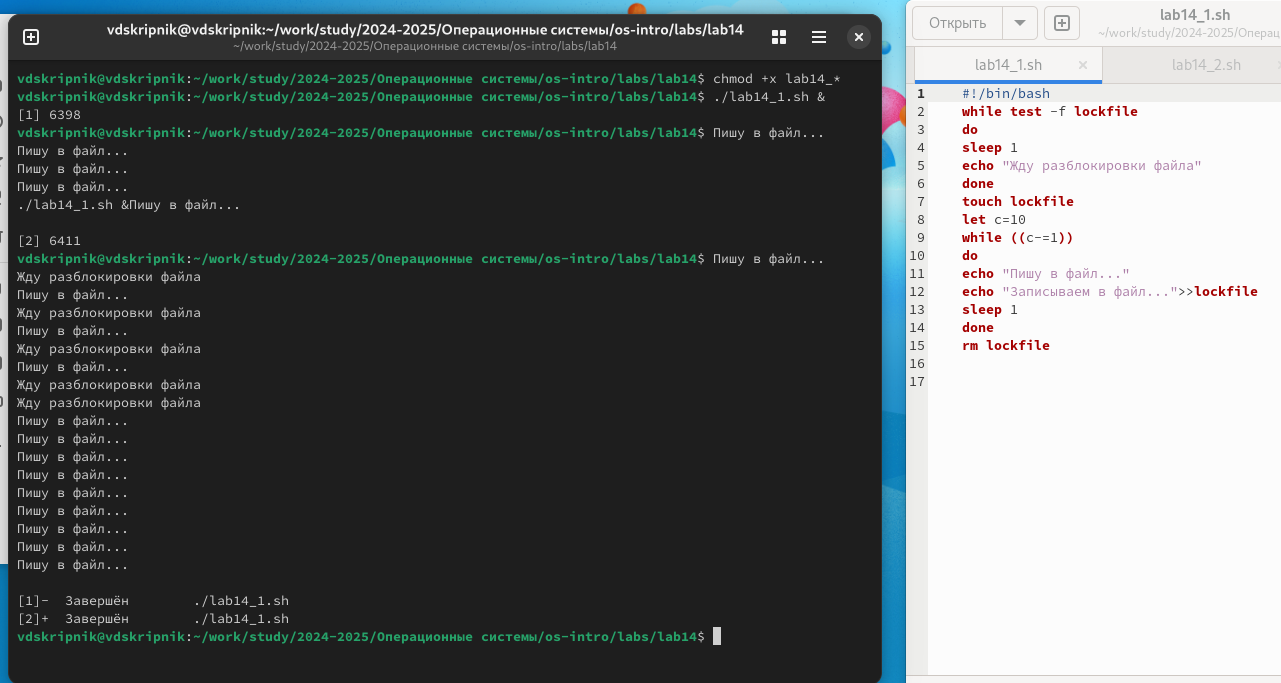 vdskripnik@vdskripnik:~/work/study/2024-2025/Операционные системы/os-intro/labs/lab14
~/work/study/2024-2025/Операционные системы/os-intro/labs/lab14
vdskripnik@vdskripnik:~/work/study/2024-2025/Операционные системы/os-intro/labs/lab14$ chmod +x lab14_*
vdskripnik@vdskripnik:~/work/study/2024-2025/Операционные системы/os-intro/labs/lab14$ ./lab14_1.sh &
[1] 6398
vdskripnik@vdskripnik:~/work/study/2024-2025/Операционные системы/os-intro/labs/lab14$ Пишу в файл...
Пишу в файл...
Пишу в файл...
Пишу в файл...
./lab14_1.sh &Пишу в файл...
[2] 6411
vdskripnik@vdskripnik:~/work/study/2024-2025/Операционные системы/os-intro/labs/lab14$ Пишу в файл...
Жду разблокировки файла
Пишу в файл...
Жду разблокировки файла
Пишу в файл...
Жду разблокировки файла
Пишу в файл...
Жду разблокировки файла
Жду разблокировки файла
Пишу в файл...
Пишу в файл...
Пишу в файл...
Пишу в файл...
Пишу в файл...
Пишу в файл...
Пишу в файл...
Пишу в файл...
Пишу в файл...
[1]-  Завершён        ./lab14_1.sh
[2]+  Завершён        ./lab14_1.sh
vdskripnik@vdskripnik:~/work/study/2024-2025/Операционные системы/os-intro/labs/lab14$
Открыть
lab14_1.sh
~/work/study/2024-2025/Операц
lab14_1.sh
lab14_2.sh
1 #!/bin/bash
2 while test -f lockfile
3 do
4 sleep 1
5 echo "Жду разблокировки файла"
6 done
7 touch lockfile
8 let c=10
9 while ((c-=1))
10 do
11 echo "Пишу в файл..."
12 echo "Записываем в файл...">>lockfile
13 sleep 1
14 done
15 rm lockfile
16
17